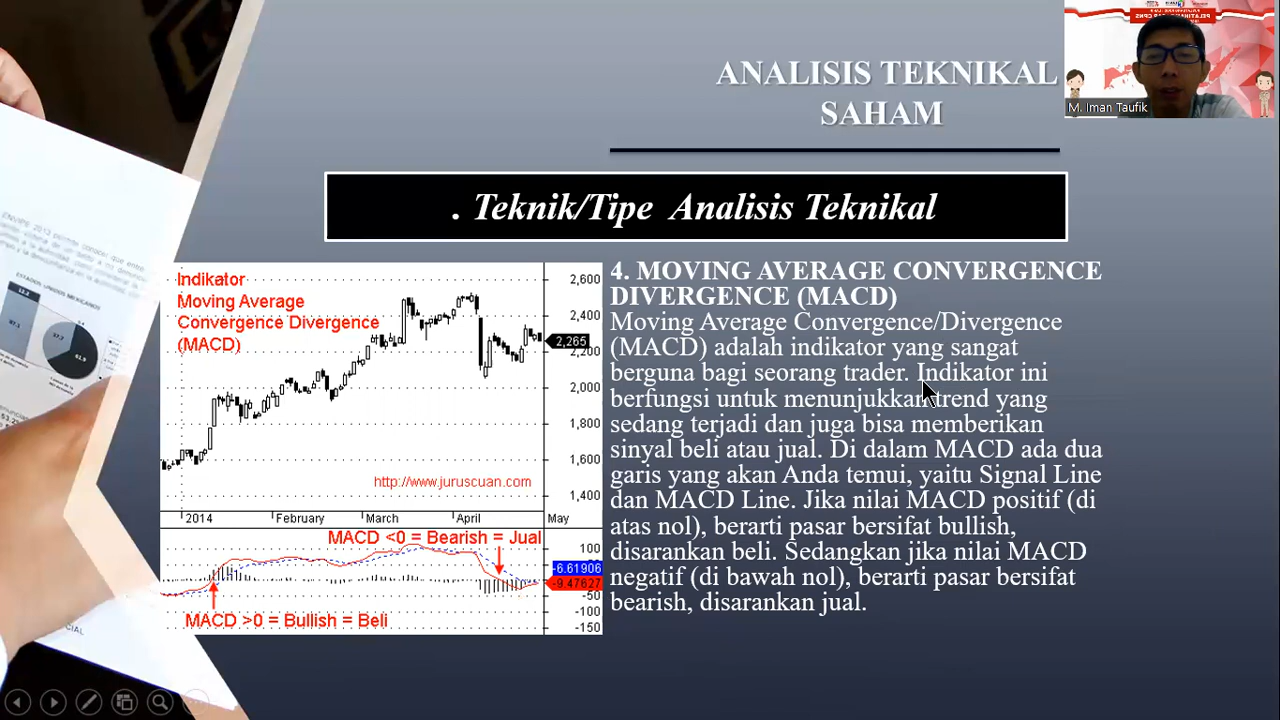 ANALISIS TEKNIKAL
SAHAM
M. Iman Taufik
. Teknik/Tipe Analisis Teknikal
Indikator
Moving Average
Convergence Divergence
(MACD)
2,600
2,400
2,265
2,200
2,000
1,800
1,600
1,400
http://www.juruscuan.com
2014
February
March
April
May
MACD <0 = Bearish = Jual
100
-6.61906
-9.47627
-50
-100
-150
MACD >0 = Bullish = Beli
4. MOVING AVERAGE CONVERGENCE
DIVERGENCE (MACD)
Moving Average Convergence/Divergence
(MACD) adalah indikator yang sangat
berguna bagi seorang trader. Indikator ini
berfungsi untuk menunjukkan trend yang
sedang terjadi dan juga bisa memberikan
sinyal beli atau jual. Di dalam MACD ada dua
garis yang akan Anda temui, yaitu Signal Line
dan MACD Line. Jika nilai MACD positif (di
atas nol), berarti pasar bersifat bullish,
disarankan beli. Sedangkan jika nilai MACD
negatif (di bawah nol), berarti pasar bersifat
bearish, disarankan jual.